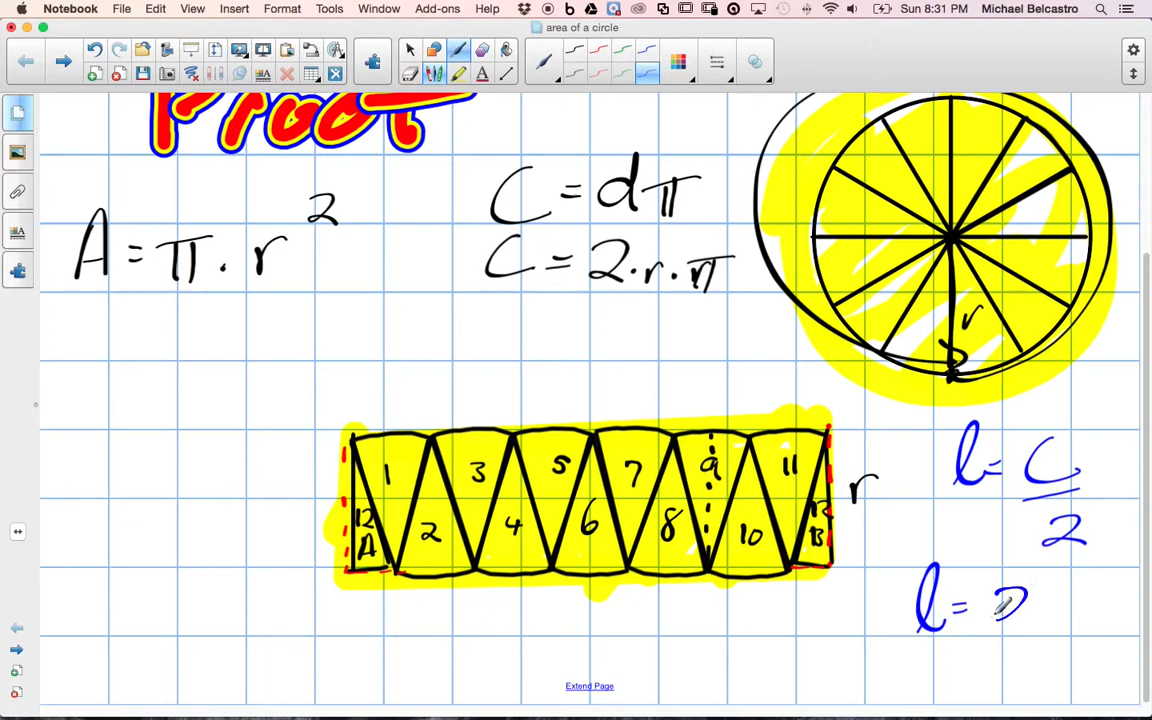 Notebook File Edit View Insert Format Tools Window Add-ons Help Sun 8:31 PM Michael Belcastro
area of a circle
Proof
A = π · r 2
C = dπ
C = 2 · r · π
r
1 3 5 7 9 11
12 A 2 4 6 8 10 12 B
r
l = C
2
l = 2
Extend Page